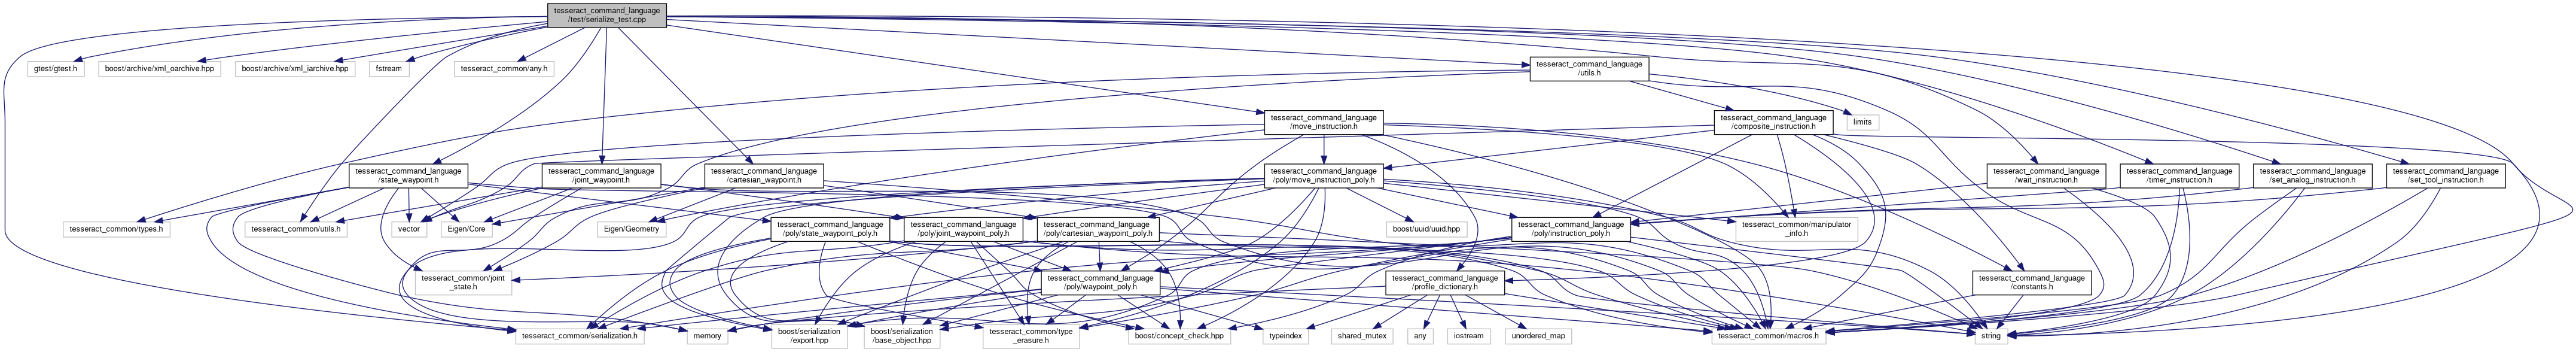 tesseract_command_language
/test/serialize_test.cpp
gtest/gtest.h
boost/archive/xml_oarchive.hpp
boost/archive/xml_iarchive.hpp
fstream
tesseract_common/any.h
tesseract_command_language
/utils.h
tesseract_command_language
/move_instruction.h
tesseract_command_language
/composite_instruction.h
limits
tesseract_command_language
/state_waypoint.h
tesseract_command_language
/joint_waypoint.h
tesseract_command_language
/cartesian_waypoint.h
tesseract_command_language
/poly/move_instruction_poly.h
tesseract_command_language
/wait_instruction.h
tesseract_command_language
/timer_instruction.h
tesseract_command_language
/set_analog_instruction.h
tesseract_command_language
/set_tool_instruction.h
tesseract_common/types.h
tesseract_common/utils.h
vector
Eigen/Core
Eigen/Geometry
tesseract_command_language
/poly/state_waypoint_poly.h
tesseract_command_language
/poly/joint_waypoint_poly.h
tesseract_command_language
/poly/cartesian_waypoint_poly.h
boost/uuid/uuid.hpp
tesseract_command_language
/poly/instruction_poly.h
tesseract_common/manipulator
_info.h
tesseract_common/joint
_state.h
tesseract_command_language
/poly/waypoint_poly.h
tesseract_command_language
/profile_dictionary.h
tesseract_command_language
/constants.h
tesseract_common/serialization.h
memory
boost/serialization
/export.hpp
boost/serialization
/base_object.hpp
tesseract_common/type
_erasure.h
boost/concept_check.hpp
typeindex
shared_mutex
any
iostream
unordered_map
tesseract_common/macros.h
string